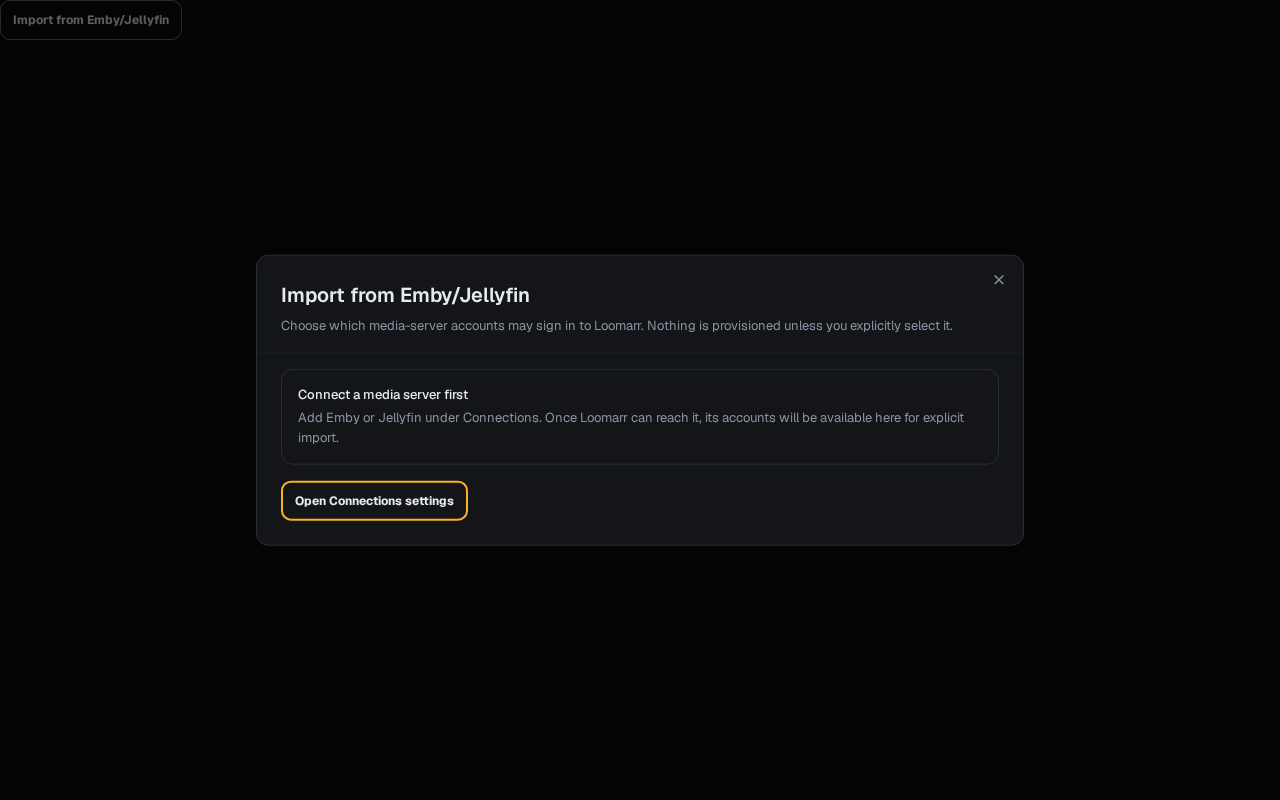 Import from Emby/Jellyfin
Import from Emby/Jellyfin
Choose which media-server accounts may sign in to Loomarr. Nothing is provisioned unless you explicitly select it.
Connect a media server first
Add Emby or Jellyfin under Connections. Once Loomarr can reach it, its accounts will be available here for explicit
import.
Open Connections settings